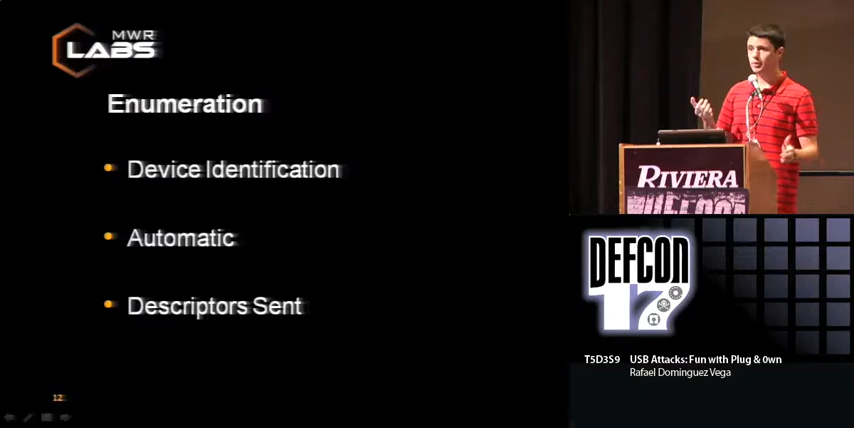 MWR
LABS
Enumeration
Device Identification
Automatic
Descriptors Sent
12
RIVIERA
DEFCON
17
T5D3S9 USB Attacks: Fun with Plug & 0wn
Rafael Dominguez Vega